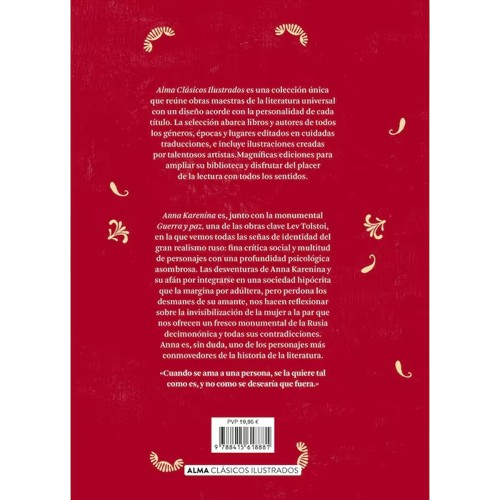 Alma Clásicos Ilustrados es una colección única
que reúne obras maestras de la literatura universal
con un diseño acorde con la personalidad de cada
título. La selección abarca libros y autores de todos
los géneros, épocas y lugares editados en cuidadas
traducciones, e incluye ilustraciones creadas
por talentosos artistas.Magníficas ediciones para
ampliar su biblioteca y disfrutar del placer
de la lectura con todos los sentidos.
Anna Karenina es, junto con la monumental
Guerra y paz, una de las obras clave Lev Tolstoi,
en la que vemos todas las señas de identidad del
gran realismo ruso: fina crítica social y multitud
de personajes con una profundidad psicológica
asombrosa. Las desventuras de Anna Karenina y
su afán por integrarse en una sociedad hipócrita
que la margina por adúltera, pero perdona los
desmanes de su amante, nos hacen reflexionar
sobre la invisibilización de la mujer a la par que
nos ofrecen un fresco monumental de la Rusia
decimonónica y todas sus contradicciones.
Anna es, sin duda, uno de los personajes más
conmovedores de la historia de la literatura.
«Cuando se ama a una persona, se la quiere tal
como es, y no como se desearía que fuera.»
PVP 19,95 €
9 788415 618881
ALMA CLÁSICOS ILUSTRADOS